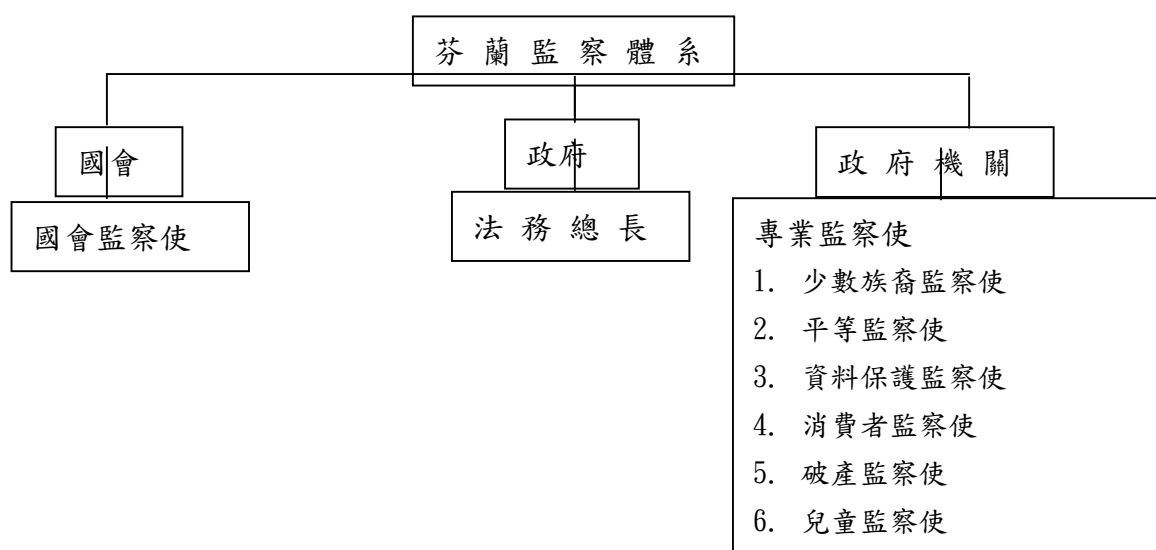 芬蘭監察體系
國會
政府
政府機關
國會監察使
法務總長
專業監察使
1. 少數族裔監察使
2. 平等監察使
3. 資料保護監察使
4. 消費者監察使
5. 破產監察使
6. 兒童監察使